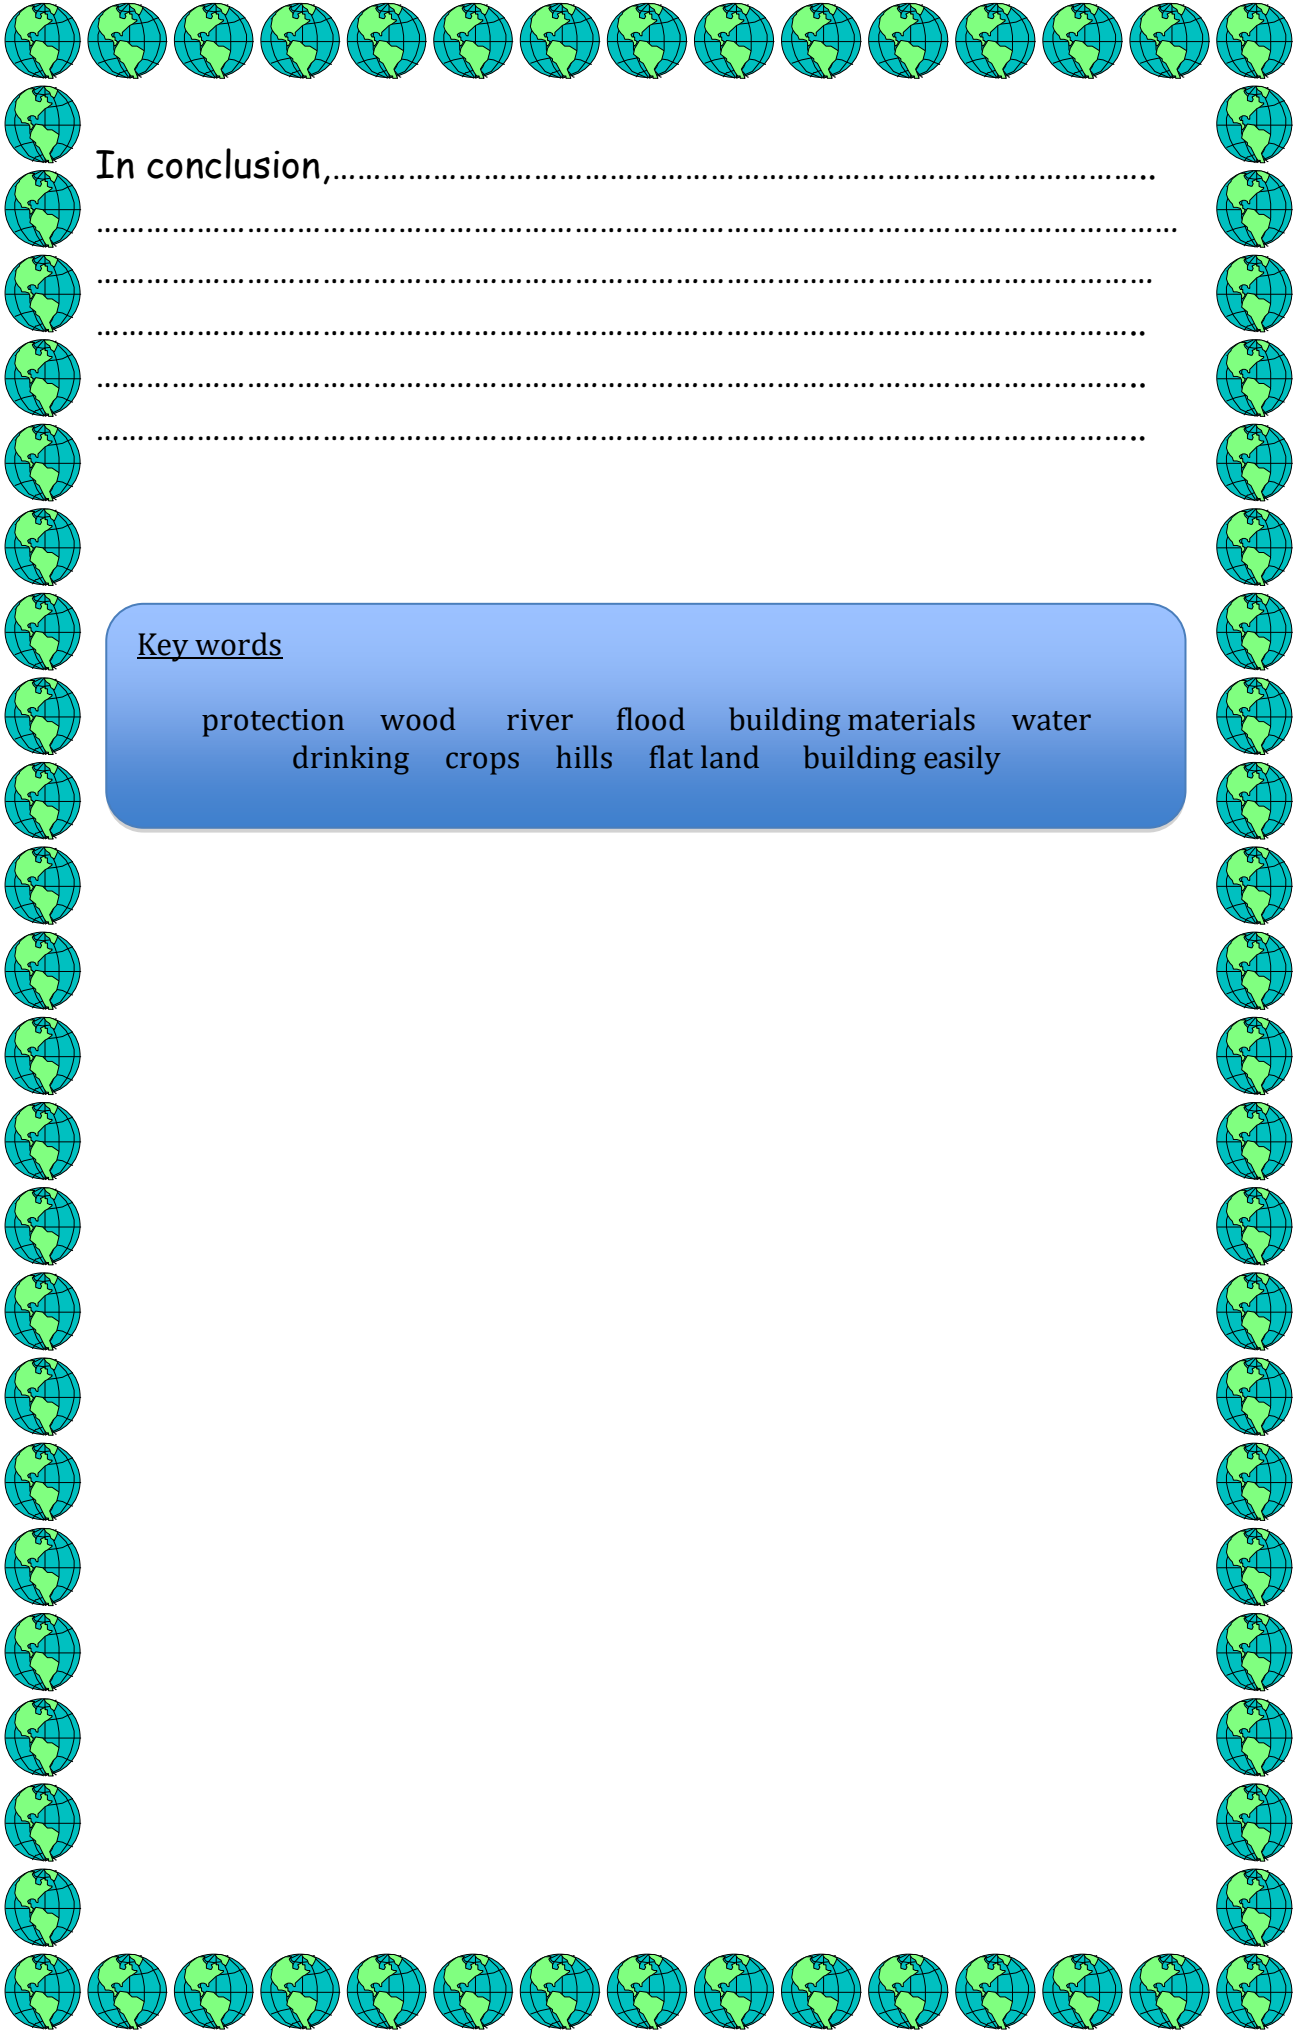 In conclusion,…………………………………………………………………………………………..
……………………………………………………………………………………………………………………
…………………………………………………………………………………………………………………
………………………………………………………………………………………………………………..
………………………………………………………………………………………………………………..
………………………………………………………………………………………………………………..
Key words
protection wood river flood building materials water
drinking crops hills flat land building easily